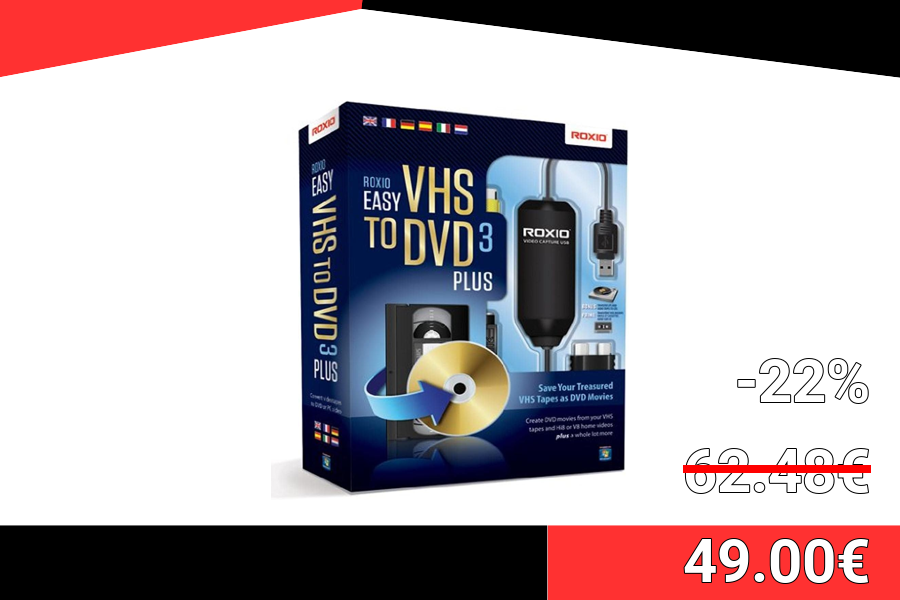 ROXIO
ROXIO
EASY
VHS TO DVD 3
PLUS
ROXIO
ROXIO
EASY VHS
TO DVD 3
PLUS
ROXIO
VIDEO CAPTURE USB
Save Your Treasured
VHS Tapes as DVD Movies
Create DVD movies from your VHS
tapes and Hi8 or V8 home videos
plus a whole lot more
-22%
62.48€
49.00€